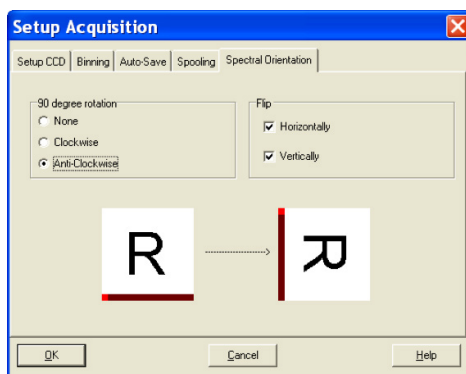 Setup Acquisition
Setup CCD Binning Auto-Save Spooling Spectral Orientation
90 degree rotation
None
Clockwise
Anti-Clockwise
Flip
Horizontally
Vertically
R R
OK Cancel Help